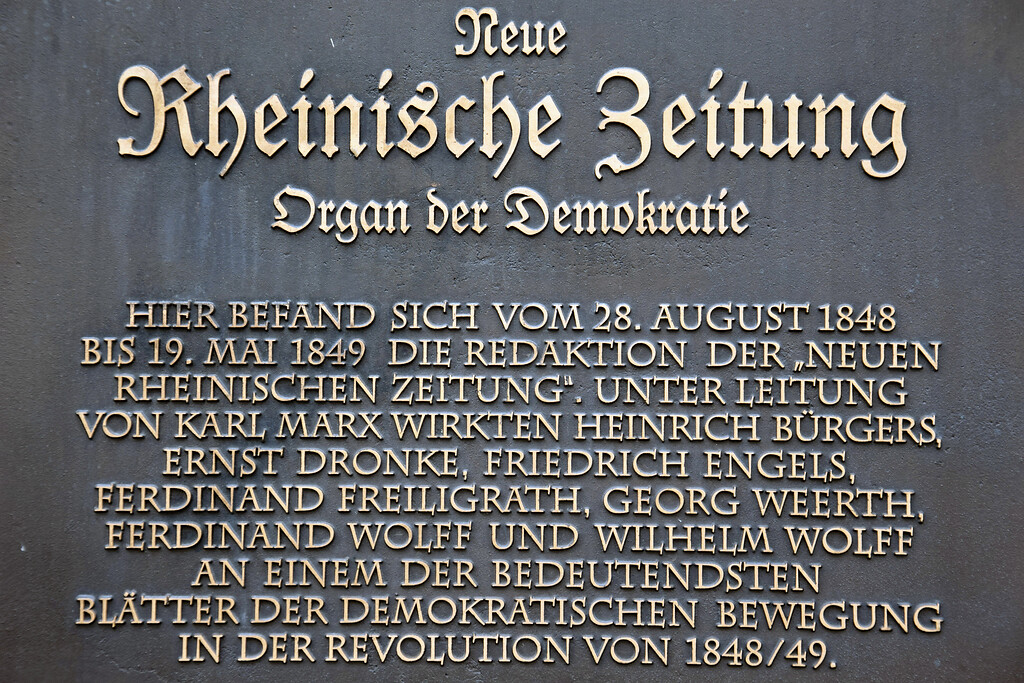 Neue
Rheinische Zeitung
Organ der Demokratie
HIER BEFAND SICH VOM 28. AUGUST 1848
BIS 19. MAI 1849 DIE REDAKTION DER „NEUEN
RHEINISCHEN ZEITUNG“. UNTER LEITUNG
VON KARL MARX WIRKTEN HEINRICH BÜRGERS,
ERNST DRONKE, FRIEDRICH ENGELS,
FERDINAND FREILIGRATH, GEORG WEERTH,
FERDINAND WOLFF UND WILHELM WOLFF
AN EINEM DER BEDEUTENDSTEN
BLÄTTER DER DEMOKRATISCHEN BEWEGUNG
IN DER REVOLUTION VON 1848/49.